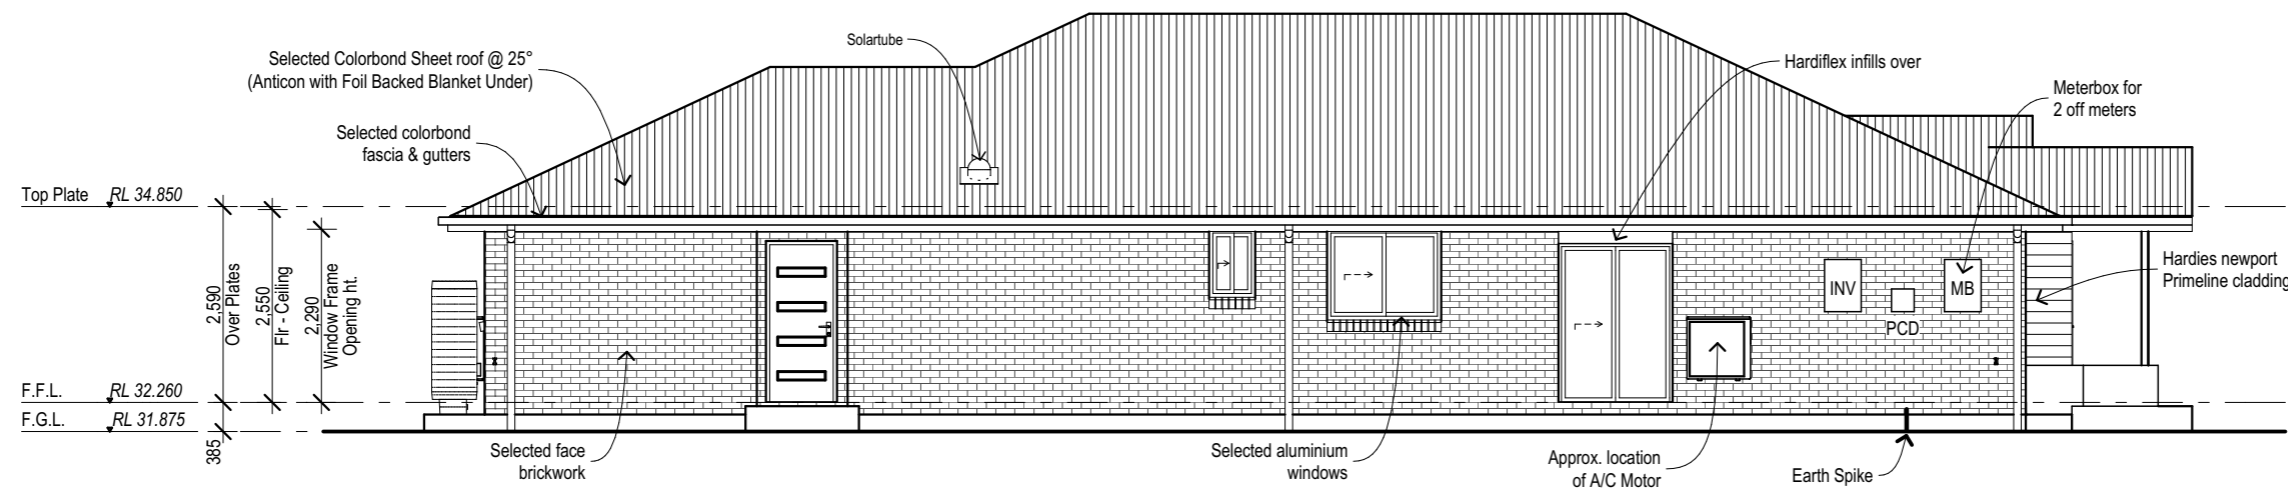 Solartube
Selected Colorbond Sheet roof @ 25°
(Anticon with Foil Backed Blanket Under)
Hardiflex infills over
Meterbox for
2 off meters
Selected colorbond
fascia & gutters
Top Plate RL 34.850
2,590
Over Plates
2,550
Flr - Ceiling
2,290
Window Frame
Opening ht.
Hardies newport
Primeline cladding
INV
MB
PCD
F.F.L. RL 32.260
F.G.L. RL 31.875
385
Selected face
brickwork
Selected aluminium
windows
Approx. location
of A/C Motor
Earth Spike